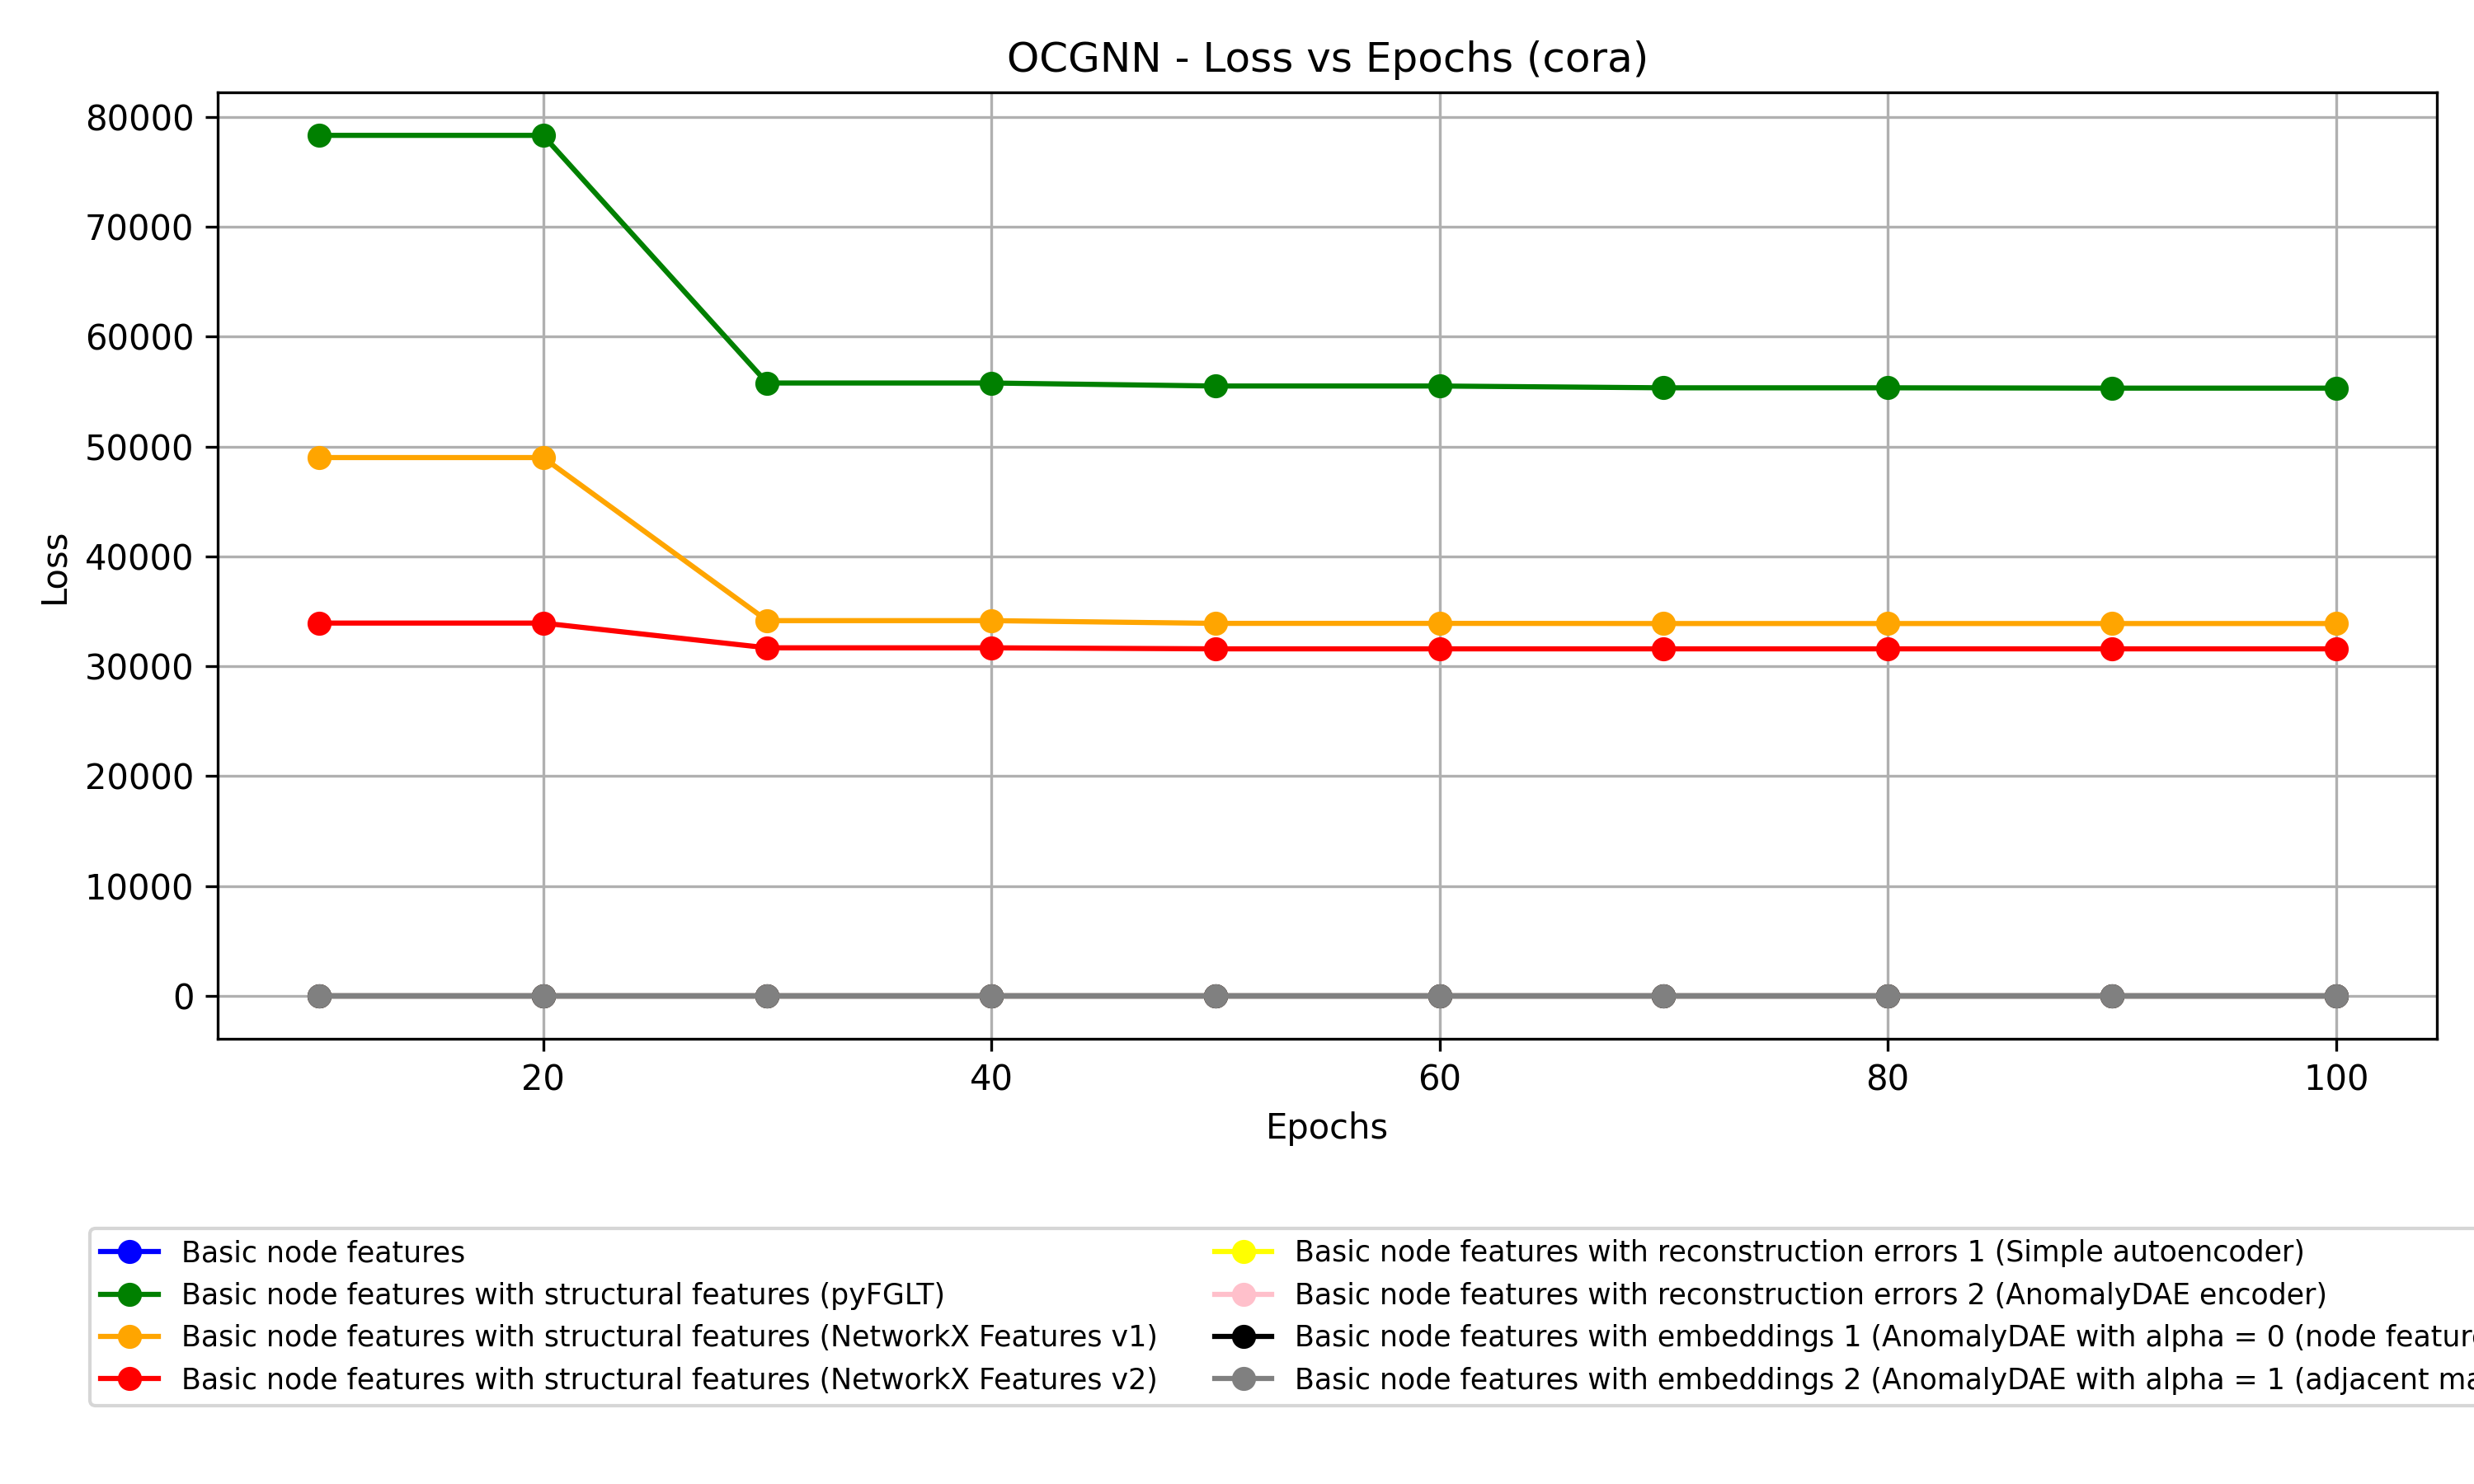 OCGNN - Loss vs Epochs (cora)
80000
70000
60000
50000
40000
30000
20000
10000
0
Loss
20 40 60 80 100
Epochs
Basic node features
Basic node features with structural features (pyFGLT)
Basic node features with structural features (NetworkX Features v1)
Basic node features with structural features (NetworkX Features v2)
Basic node features with reconstruction errors 1 (Simple autoencoder)
Basic node features with reconstruction errors 2 (AnomalyDAE encoder)
Basic node features with embeddings 1 (AnomalyDAE with alpha = 0 (node
Basic node features with embeddings 2 (AnomalyDAE with alpha = 1 (adjacent